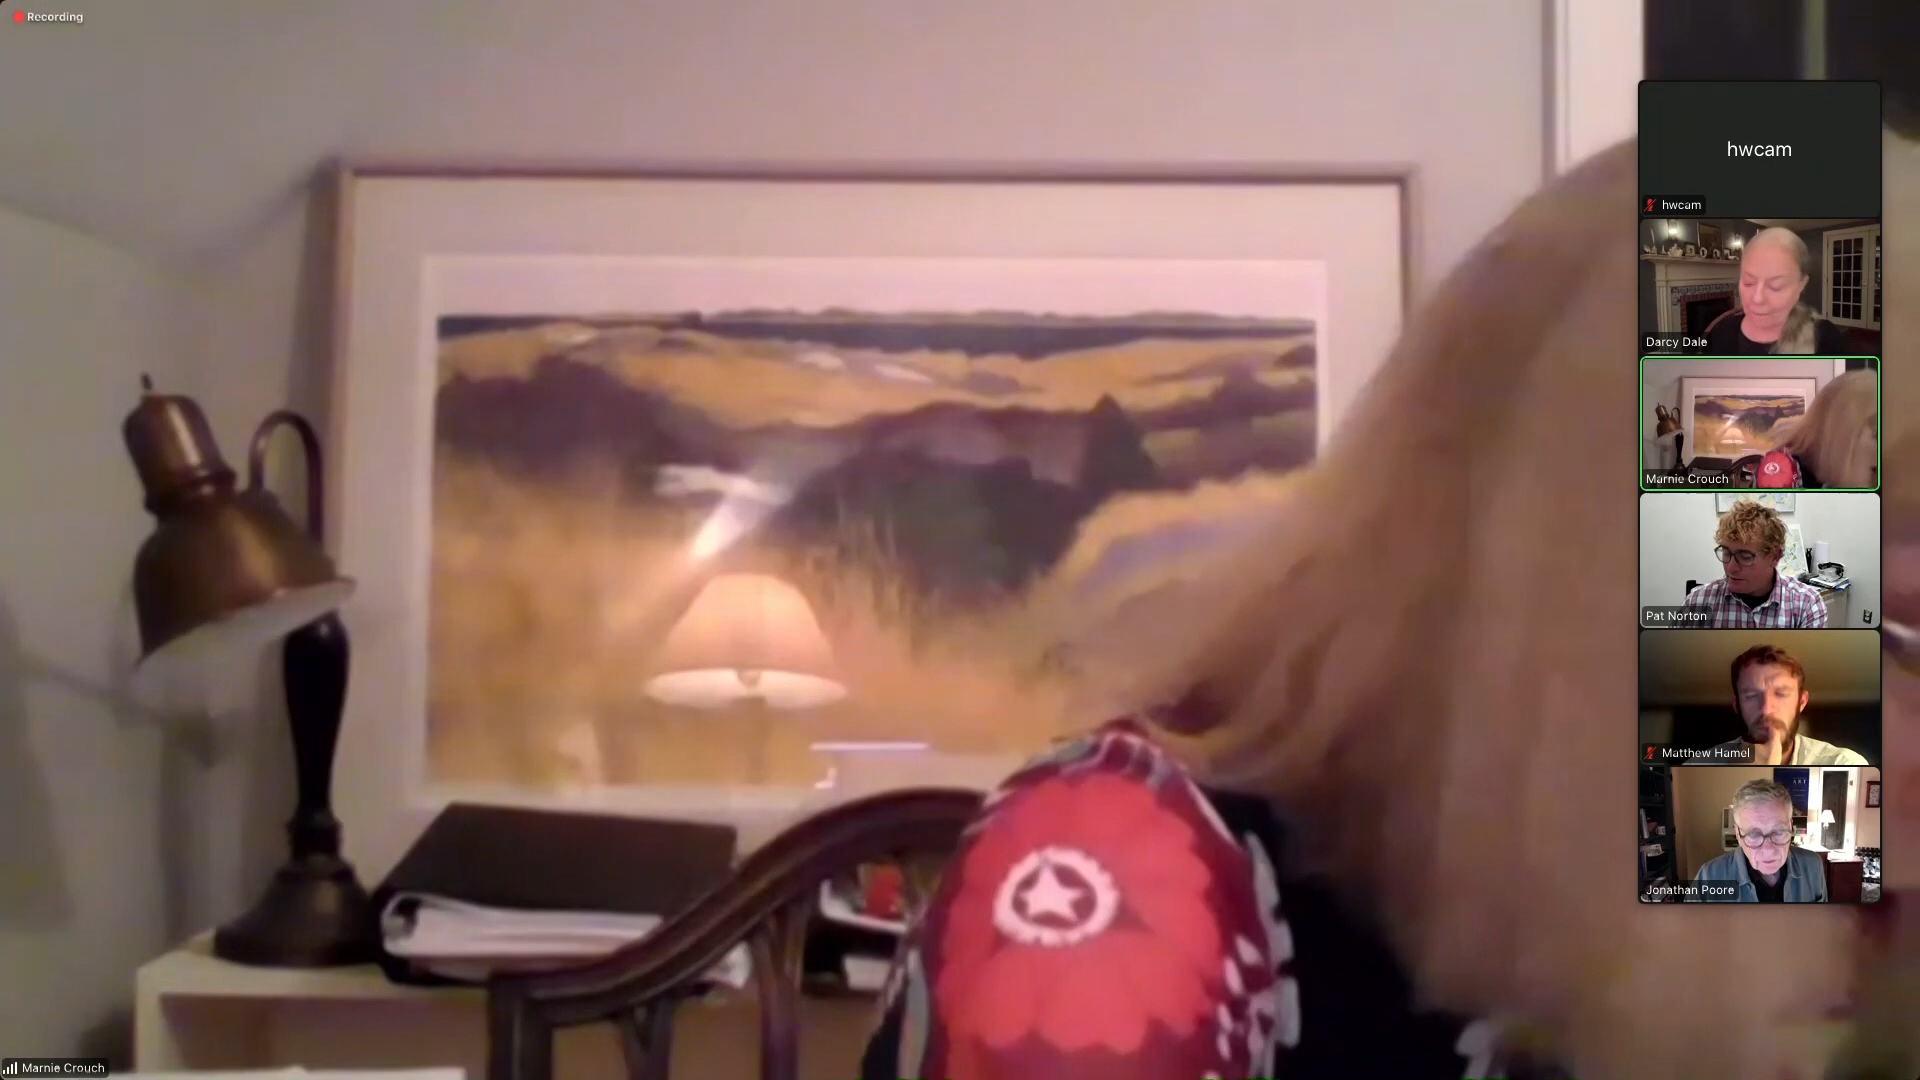 Recording
hwcam
hwcam
Darcy Dale
Marnie Crouch
Pat Norton
Matthew Hamel
Jonathan Poore
Marnie Crouch